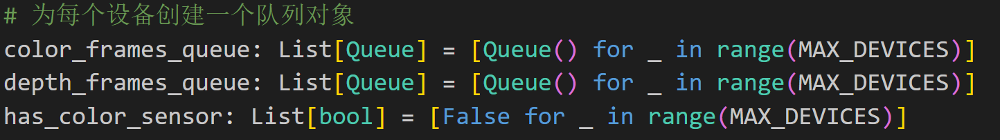 # 为每个设备创建一个队列对象
color_frames_queue: List[Queue] = [Queue() for _ in range(MAX_DEVICES)]
depth_frames_queue: List[Queue] = [Queue() for _ in range(MAX_DEVICES)]
has_color_sensor: List[bool] = [False for _ in range(MAX_DEVICES)]